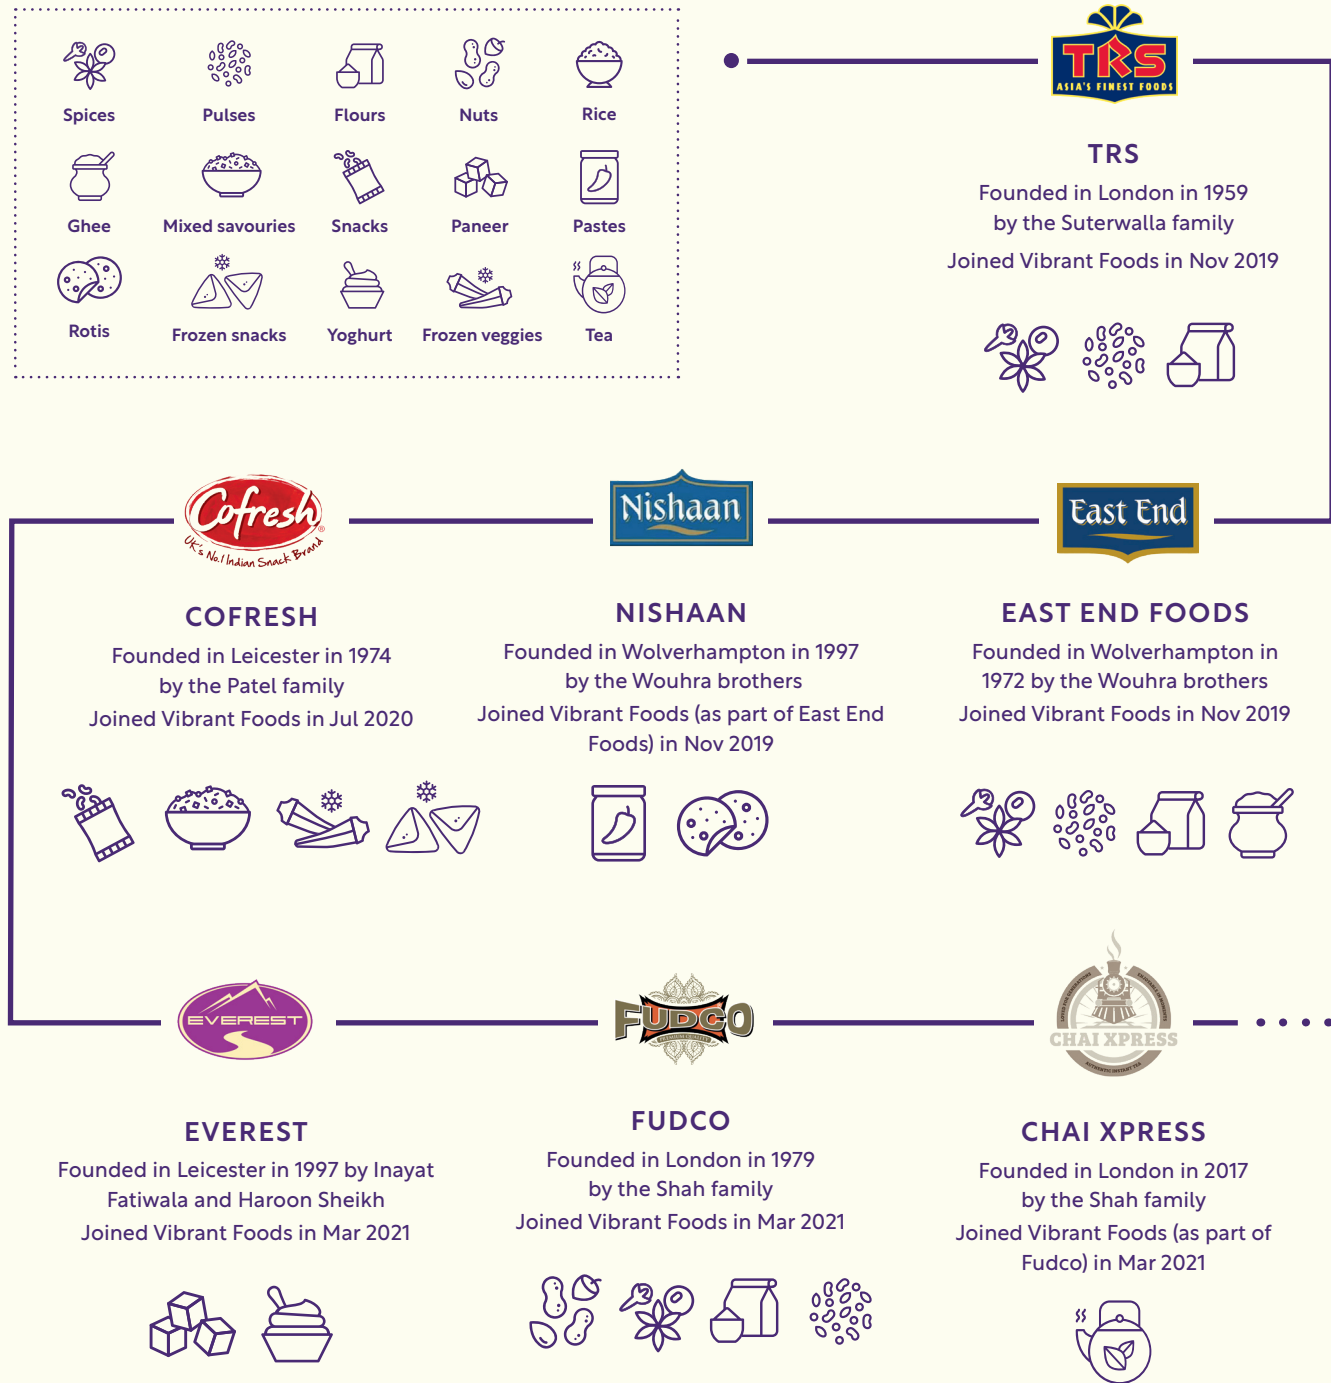 Spices
Pulses
Flours
Nuts
Rice
Ghee
Mixed savouries
Snacks
Paneer
Pastes
Rotis
Frozen snacks
Yoghurt
Frozen veggies
Tea
TRS
ASIA'S FINEST FOODS
TRS
Founded in London in 1959
by the Suterwalla family
Joined Vibrant Foods in Nov 2019
Cofresh
UK's No.1 Indian Snack Brand
COFRESH
Founded in Leicester in 1974
by the Patel family
Joined Vibrant Foods in Jul 2020
Nishaan
NISHAAN
Founded in Wolverhampton in 1997
by the Wouhra brothers
Joined Vibrant Foods (as part of East End
Foods) in Nov 2019
East End
EAST END FOODS
Founded in Wolverhampton in
1972 by the Wouhra brothers
Joined Vibrant Foods in Nov 2019
EVEREST
EVEREST
Founded in Leicester in 1997 by Inayat
Fatiwala and Haroon Sheikh
Joined Vibrant Foods in Mar 2021
FUDCO
PREMIUM QUALITY
FUDCO
Founded in London in 1979
by the Shah family
Joined Vibrant Foods in Mar 2021
CHAI XPRESS
AUTHENTIC INSTANT TEA
CHAI XPRESS
Founded in London in 2017
by the Shah family
Joined Vibrant Foods (as part of
Fudco) in Mar 2021